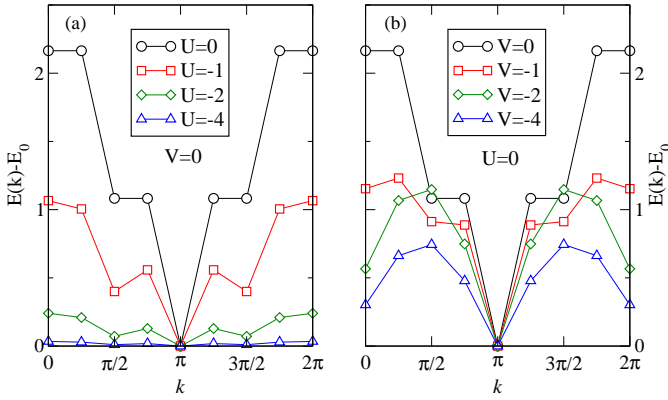 (a)
U=0
U=-1
U=-2
U=-4
V=0
E(k)-E₀
0
1
2
0
π/2
π
3π/2
2π
k
(b)
V=0
V=-1
V=-2
V=-4
U=0
E(k)-E₀
0
1
2
0
π/2
π
3π/2
2π
k